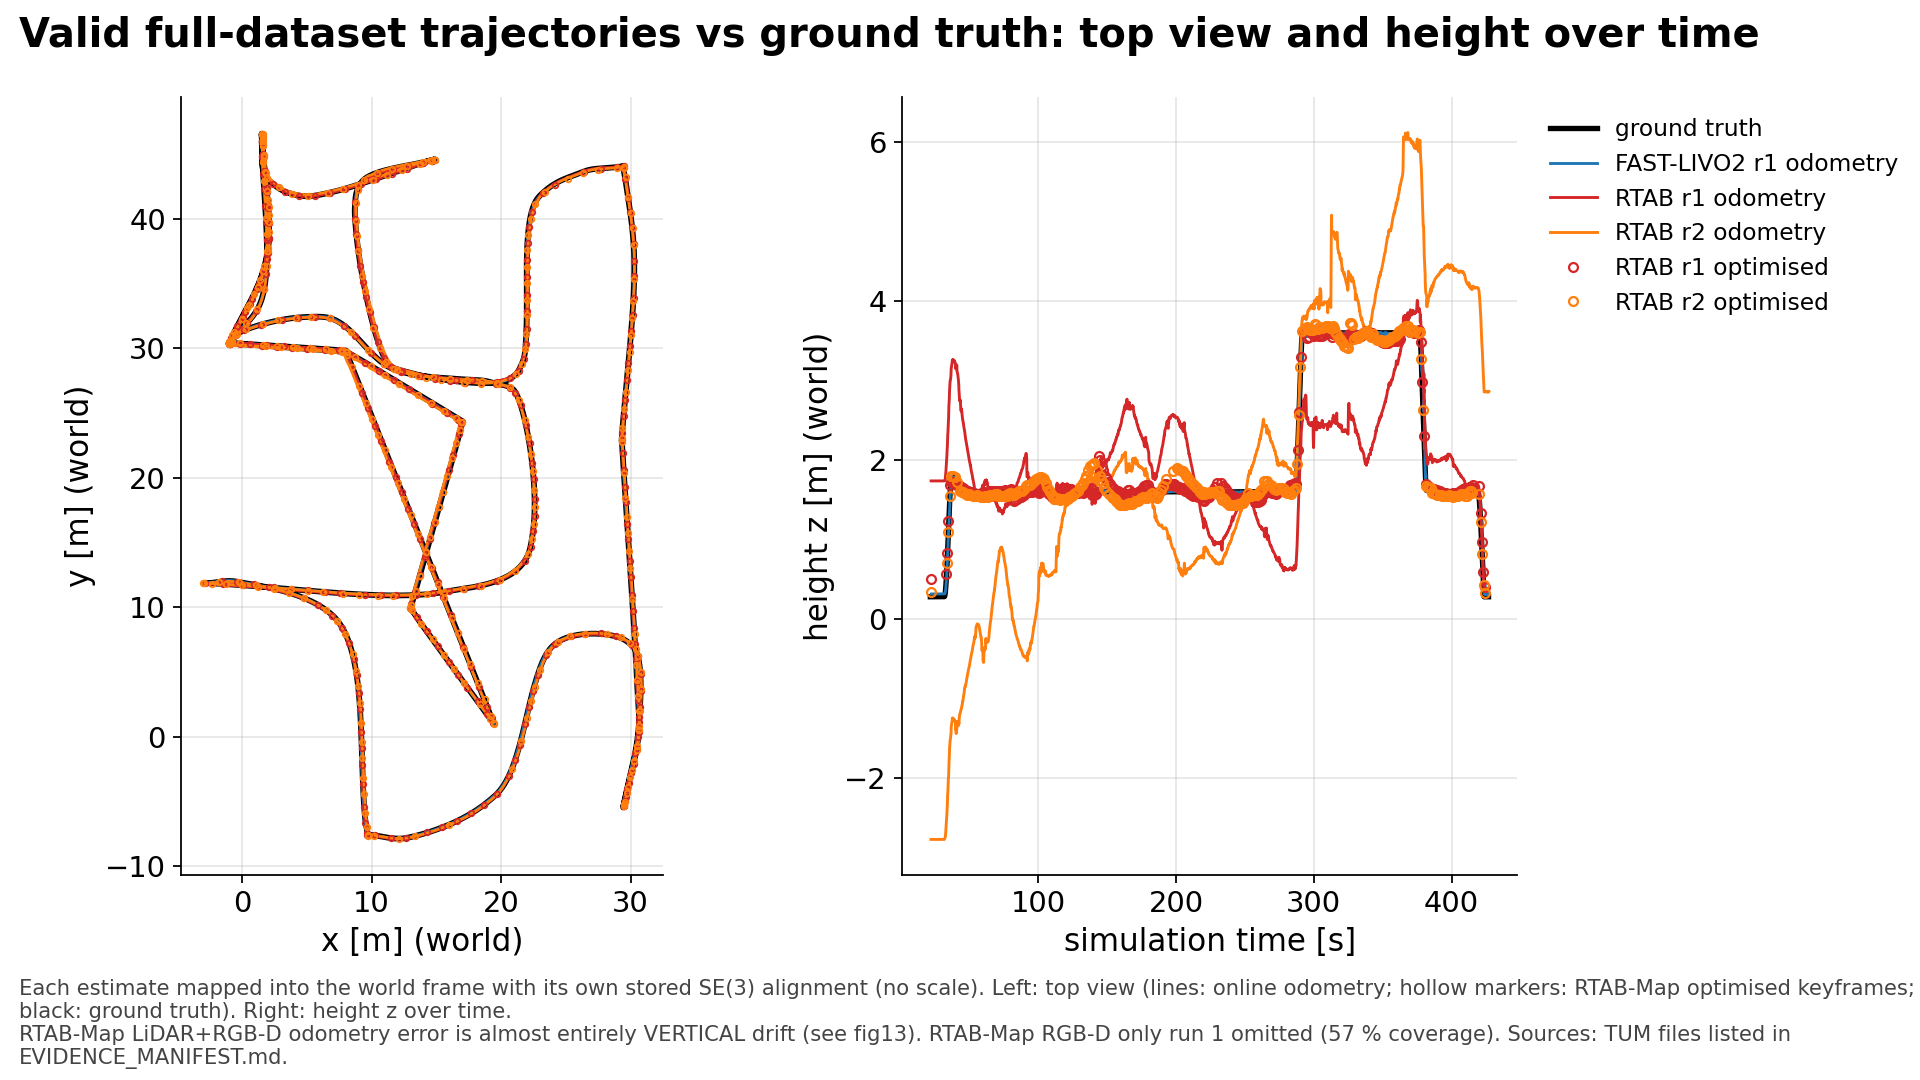 Valid full-dataset trajectories vs ground truth: top view and height over time
40
30
20
10
0
−10
y [m] (world)
0
10
20
30
x [m] (world)
6
4
2
0
−2
height z [m] (world)
100
200
300
400
simulation time [s]
ground truth
FAST-LIVO2 r1 odometry
RTAB r1 odometry
RTAB r2 odometry
RTAB r1 optimised
RTAB r2 optimised
Each estimate mapped into the world frame with its own stored SE(3) alignment (no scale). Left: top view (lines: online odometry; hollow markers: RTAB-Map optimised keyframes;
black: ground truth). Right: height z over time.
RTAB-Map LiDAR+RGB-D odometry error is almost entirely VERTICAL drift (see fig13). RTAB-Map RGB-D only run 1 omitted (57 % coverage). Sources: TUM files listed in
EVIDENCE_MANIFEST.md.